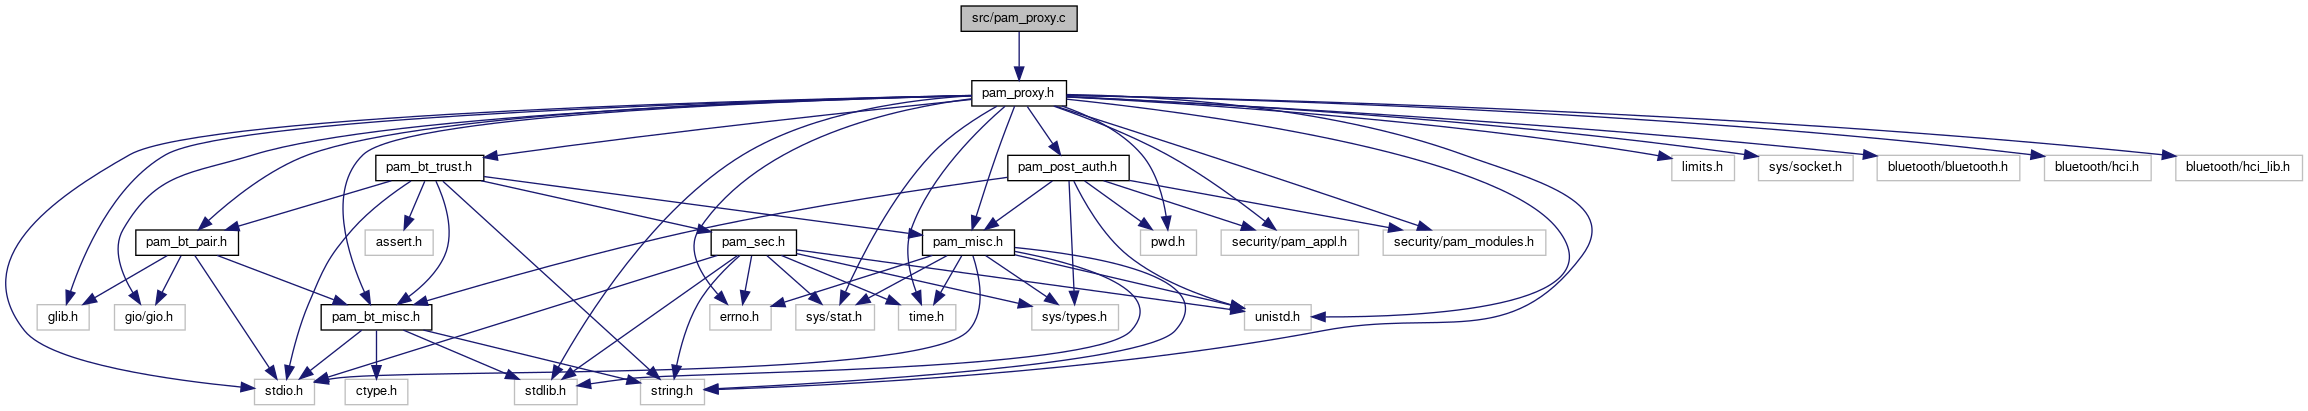 src/pam_proxy.c
pam_proxy.h
pam_bt_trust.h
pam_post_auth.h
limits.h
sys/socket.h
bluetooth/bluetooth.h
bluetooth/hci.h
bluetooth/hci_lib.h
pam_bt_pair.h
assert.h
pam_sec.h
pam_misc.h
pwd.h
security/pam_appl.h
security/pam_modules.h
glib.h
gio/gio.h
pam_bt_misc.h
errno.h
sys/stat.h
time.h
sys/types.h
unistd.h
stdio.h
ctype.h
stdlib.h
string.h